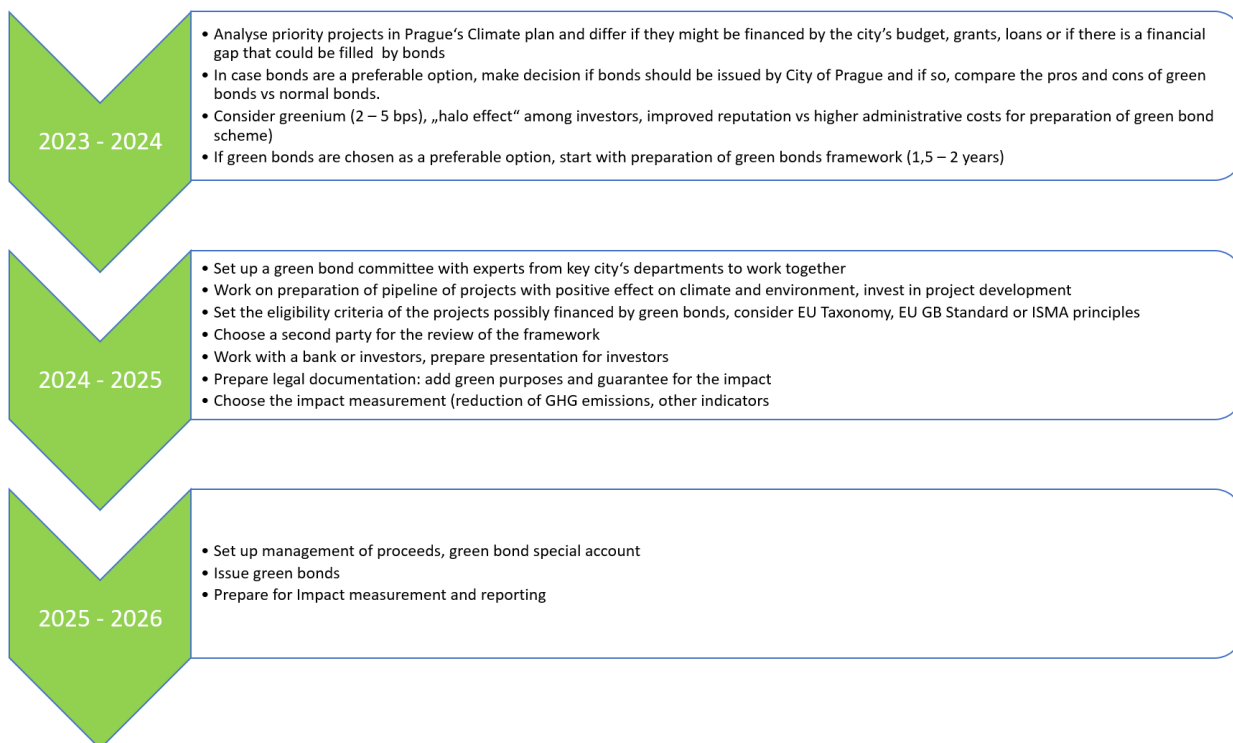 2023 - 2024
• Analyse priority projects in Prague‘s Climate plan and differ if they might be financed by the city’s budget, grants, loans or if there is a financial
gap that could be filled by bonds
• In case bonds are a preferable option, make decision if bonds should be issued by City of Prague and if so, compare the pros and cons of green
bonds vs normal bonds.
• Consider greenium (2 – 5 bps), „halo effect“ among investors, improved reputation vs higher administrative costs for preparation of green bond
scheme)
• If green bonds are chosen as a preferable option, start with preparation of green bonds framework (1,5 – 2 years)
2024 - 2025
• Set up a green bond committee with experts from key city‘s departments to work together
• Work on preparation of pipeline of projects with positive effect on climate and environment, invest in project development
• Set the eligibility criteria of the projects possibly financed by green bonds, consider EU Taxonomy, EU GB Standard or ISMA principles
• Choose a second party for the review of the framework
• Work with a bank or investors, prepare presentation for investors
• Prepare legal documentation: add green purposes and guarantee for the impact
• Choose the impact measurement (reduction of GHG emissions, other indicators
2025 - 2026
• Set up management of proceeds, green bond special account
• Issue green bonds
• Prepare for Impact measurement and reporting